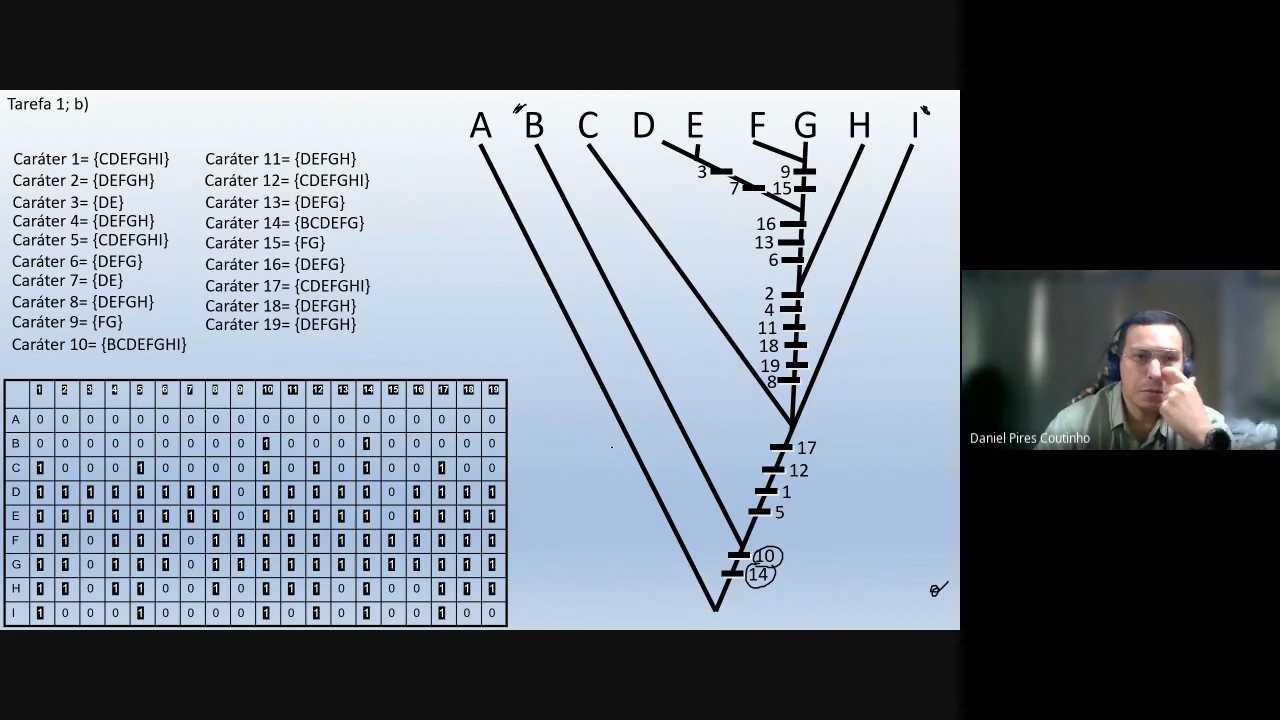 Tarefa 1; b)
A B C D E F G H I
Caráter 1= {CDEFGHI}
Caráter 2= {DEFGH}
Caráter 3= {DE}
Caráter 4= {DEFGH}
Caráter 5= {CDEFGHI}
Caráter 6= {DEFG}
Caráter 7= {DE}
Caráter 8= {DEFGH}
Caráter 9= {FG}
Caráter 10= {BCDEFGHI}
Caráter 11= {DEFGH}
Caráter 12= {CDEFGHI}
Caráter 13= {DEFG}
Caráter 14= {BCDEFG}
Caráter 15= {FG}
Caráter 16= {DEFG}
Caráter 17= {CDEFGHI}
Caráter 18= {DEFGH}
Caráter 19= {DEFGH}
3 9
7 15
16
13
6
2
4
11
18
19
8
17
12
1
5
10
14
1 2 3 4 5 6 7 8 9 10 11 12 13 14 15 16 17 18 19
A 0 0 0 0 0 0 0 0 0 0 0 0 0 0 0 0 0 0 0
B 0 0 0 0 0 0 0 0 0 1 0 0 0 1 0 0 0 0 0
C 1 0 0 0 1 0 0 0 0 1 0 1 0 1 0 0 1 0 0
D 1 1 1 1 1 1 1 1 0 1 1 1 1 1 0 1 1 1 1
E 1 1 1 1 1 1 1 1 0 1 1 1 1 1 0 1 1 1 1
F 1 1 0 1 1 1 0 1 1 1 1 1 1 1 1 1 1 1 1
G 1 1 0 1 1 1 0 1 1 1 1 1 1 1 1 1 1 1 1
H 1 1 0 1 1 0 0 1 0 1 1 1 0 1 0 0 1 1 1
I 1 0 0 0 1 0 0 0 0 1 0 1 0 1 0 0 1 0 0
Daniel Pires Coutinho